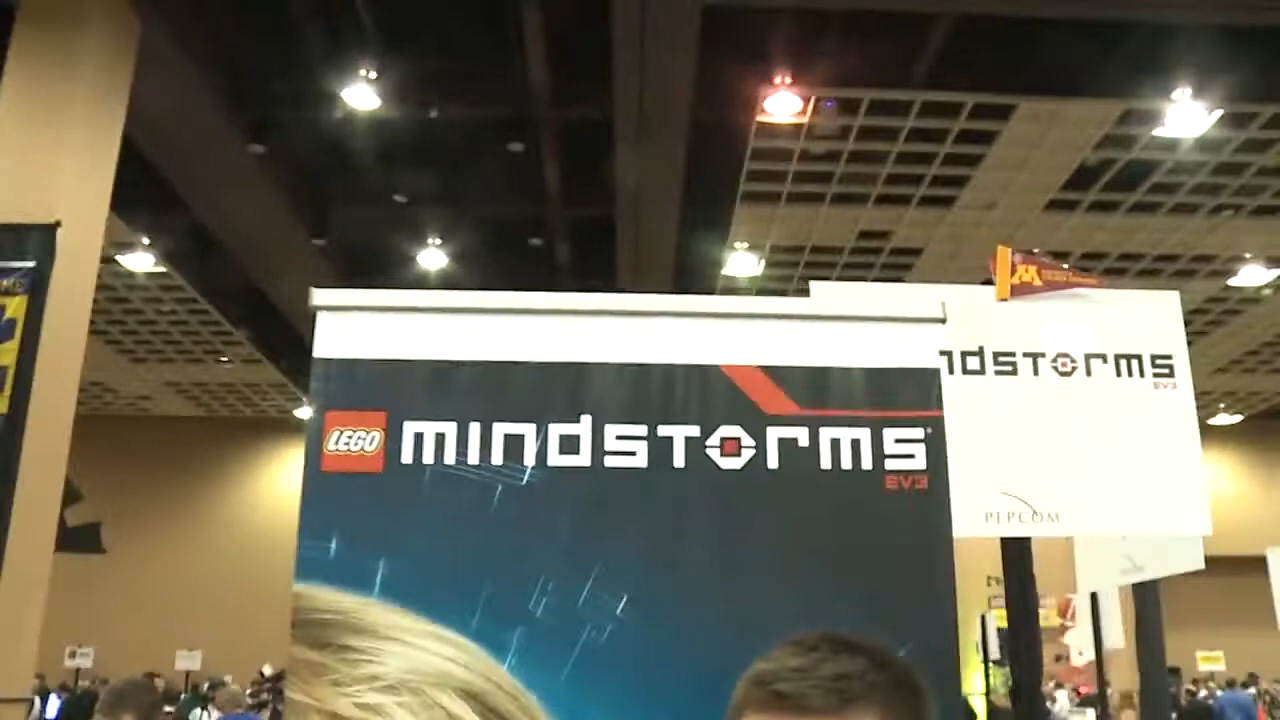 LEGO mindstorms
EV3
M
ndstorms
EV3
PEPCOM